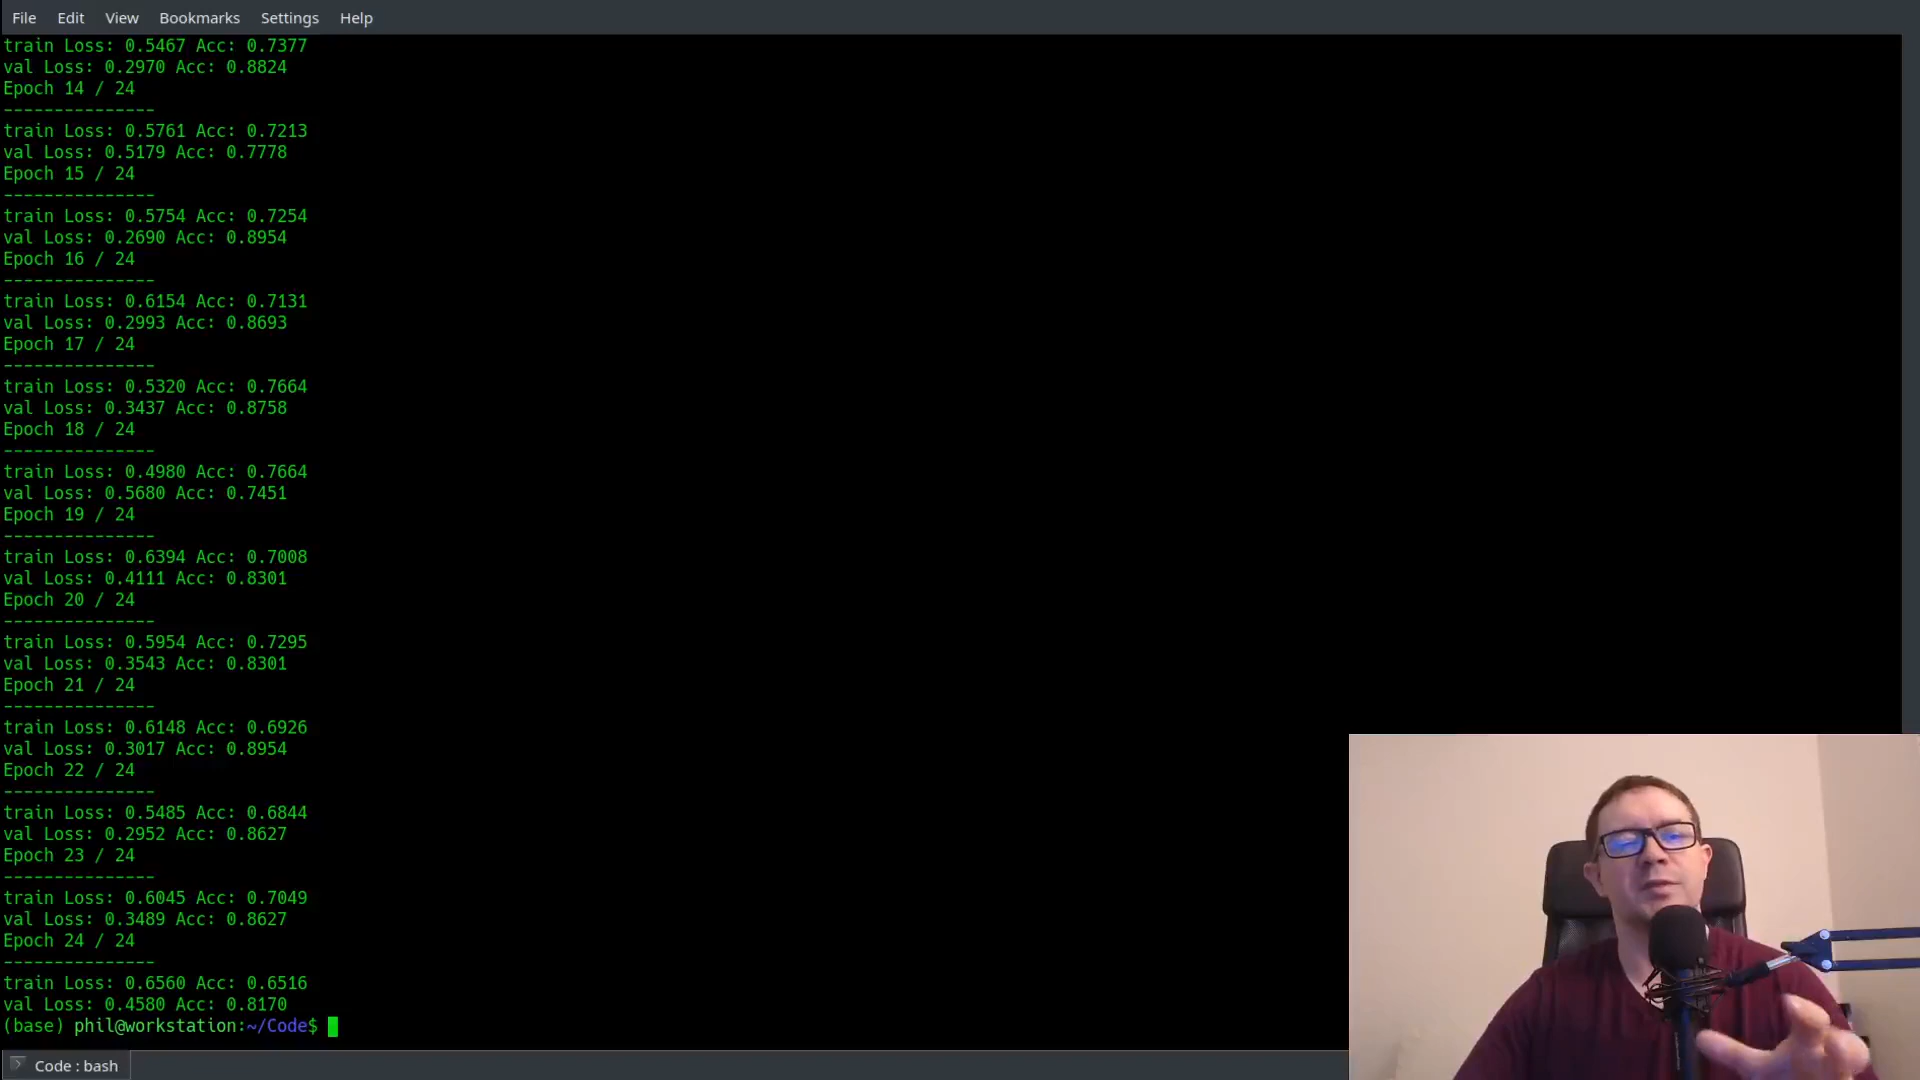 File Edit View Bookmarks Settings Help
train Loss: 0.5467 Acc: 0.7377
val Loss: 0.2970 Acc: 0.8824
Epoch 14 / 24
---------------
train Loss: 0.5761 Acc: 0.7213
val Loss: 0.5179 Acc: 0.7778
Epoch 15 / 24
---------------
train Loss: 0.5754 Acc: 0.7254
val Loss: 0.2690 Acc: 0.8954
Epoch 16 / 24
---------------
train Loss: 0.6154 Acc: 0.7131
val Loss: 0.2993 Acc: 0.8693
Epoch 17 / 24
---------------
train Loss: 0.5320 Acc: 0.7664
val Loss: 0.3437 Acc: 0.8758
Epoch 18 / 24
---------------
train Loss: 0.4980 Acc: 0.7664
val Loss: 0.5680 Acc: 0.7451
Epoch 19 / 24
---------------
train Loss: 0.6394 Acc: 0.7008
val Loss: 0.4111 Acc: 0.8301
Epoch 20 / 24
---------------
train Loss: 0.5954 Acc: 0.7295
val Loss: 0.3543 Acc: 0.8301
Epoch 21 / 24
---------------
train Loss: 0.6148 Acc: 0.6926
val Loss: 0.3017 Acc: 0.8954
Epoch 22 / 24
---------------
train Loss: 0.5485 Acc: 0.6844
val Loss: 0.2952 Acc: 0.8627
Epoch 23 / 24
---------------
train Loss: 0.6045 Acc: 0.7049
val Loss: 0.3489 Acc: 0.8627
Epoch 24 / 24
---------------
train Loss: 0.6560 Acc: 0.6516
val Loss: 0.4580 Acc: 0.8170
(base) phil@workstation:~/Code$
Code : bash